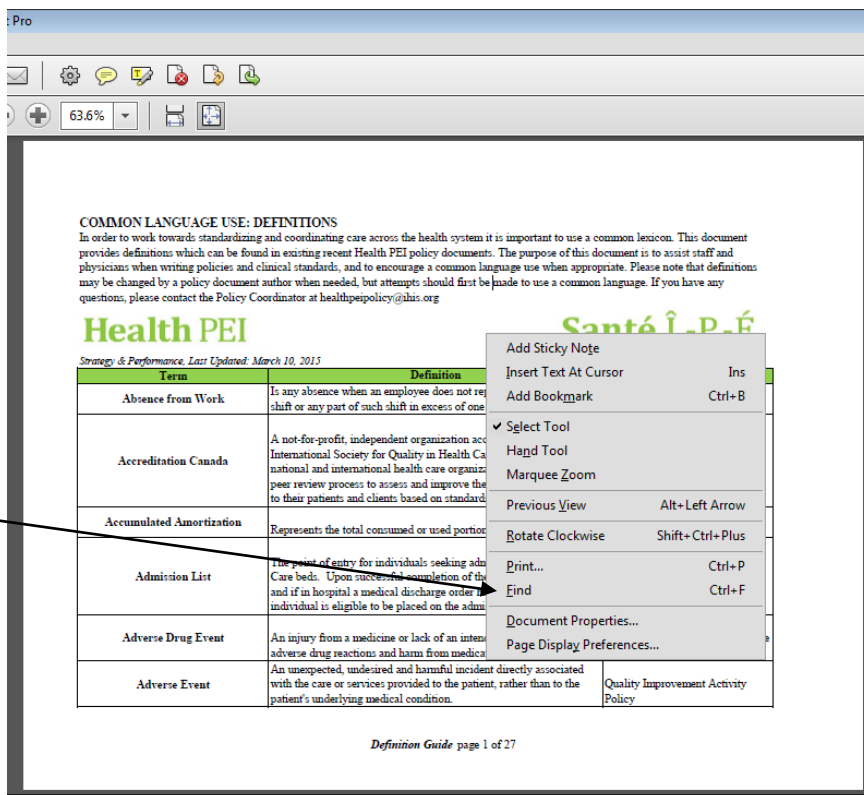 t Pro
63.6%
COMMON LANGUAGE USE: DEFINITIONS
In order to work towards standardizing and coordinating care across the health system it is important to use a common lexicon. This document
provides definitions which can be found in existing recent Health PEI policy documents. The purpose of this document is to assist staff and
physicians when writing policies and clinical standards, and to encourage a common language use when appropriate. Please note that definitions
may be changed by a policy document author when needed, but attempts should first be made to use a common language. If you have any
questions, please contact the Policy Coordinator at healthpeipolicy@ihis.org
Health PEI
Santé Î.-P.-É
Strategy & Performance, Last Updated: March 10, 2015
Term
Definition
Absence from Work
Is any absence when an employee does not rep
shift or any part of such shift in excess of one
Accreditation Canada
A not-for-profit, independent organization acc
International Society for Quality in Health Ca
national and international health care organiza
peer review process to assess and improve the
to their patients and clients based on standard
Accumulated Amortization
Represents the total consumed or used portion
Admission List
The point of entry for individuals seeking adm
Care beds. Upon successful completion of the
and if in hospital a medical discharge order
individual is eligible to be placed on the admi
Adverse Drug Event
An injury from a medicine or lack of an inten
adverse drug reactions and harm from medica
e
Adverse Event
An unexpected, undesired and harmful incident directly associated
with the care or services provided to the patient, rather than to the
patient's underlying medical condition.
Quality Improvement Activity
Policy
Definition Guide page 1 of 27
Add Sticky Note
Insert Text At Cursor Ins
Add Bookmark Ctrl+B
Select Tool
Hand Tool
Marquee Zoom
Previous View Alt+Left Arrow
Rotate Clockwise Shift+Ctrl+Plus
Print... Ctrl+P
Find Ctrl+F
Document Properties...
Page Display Preferences...